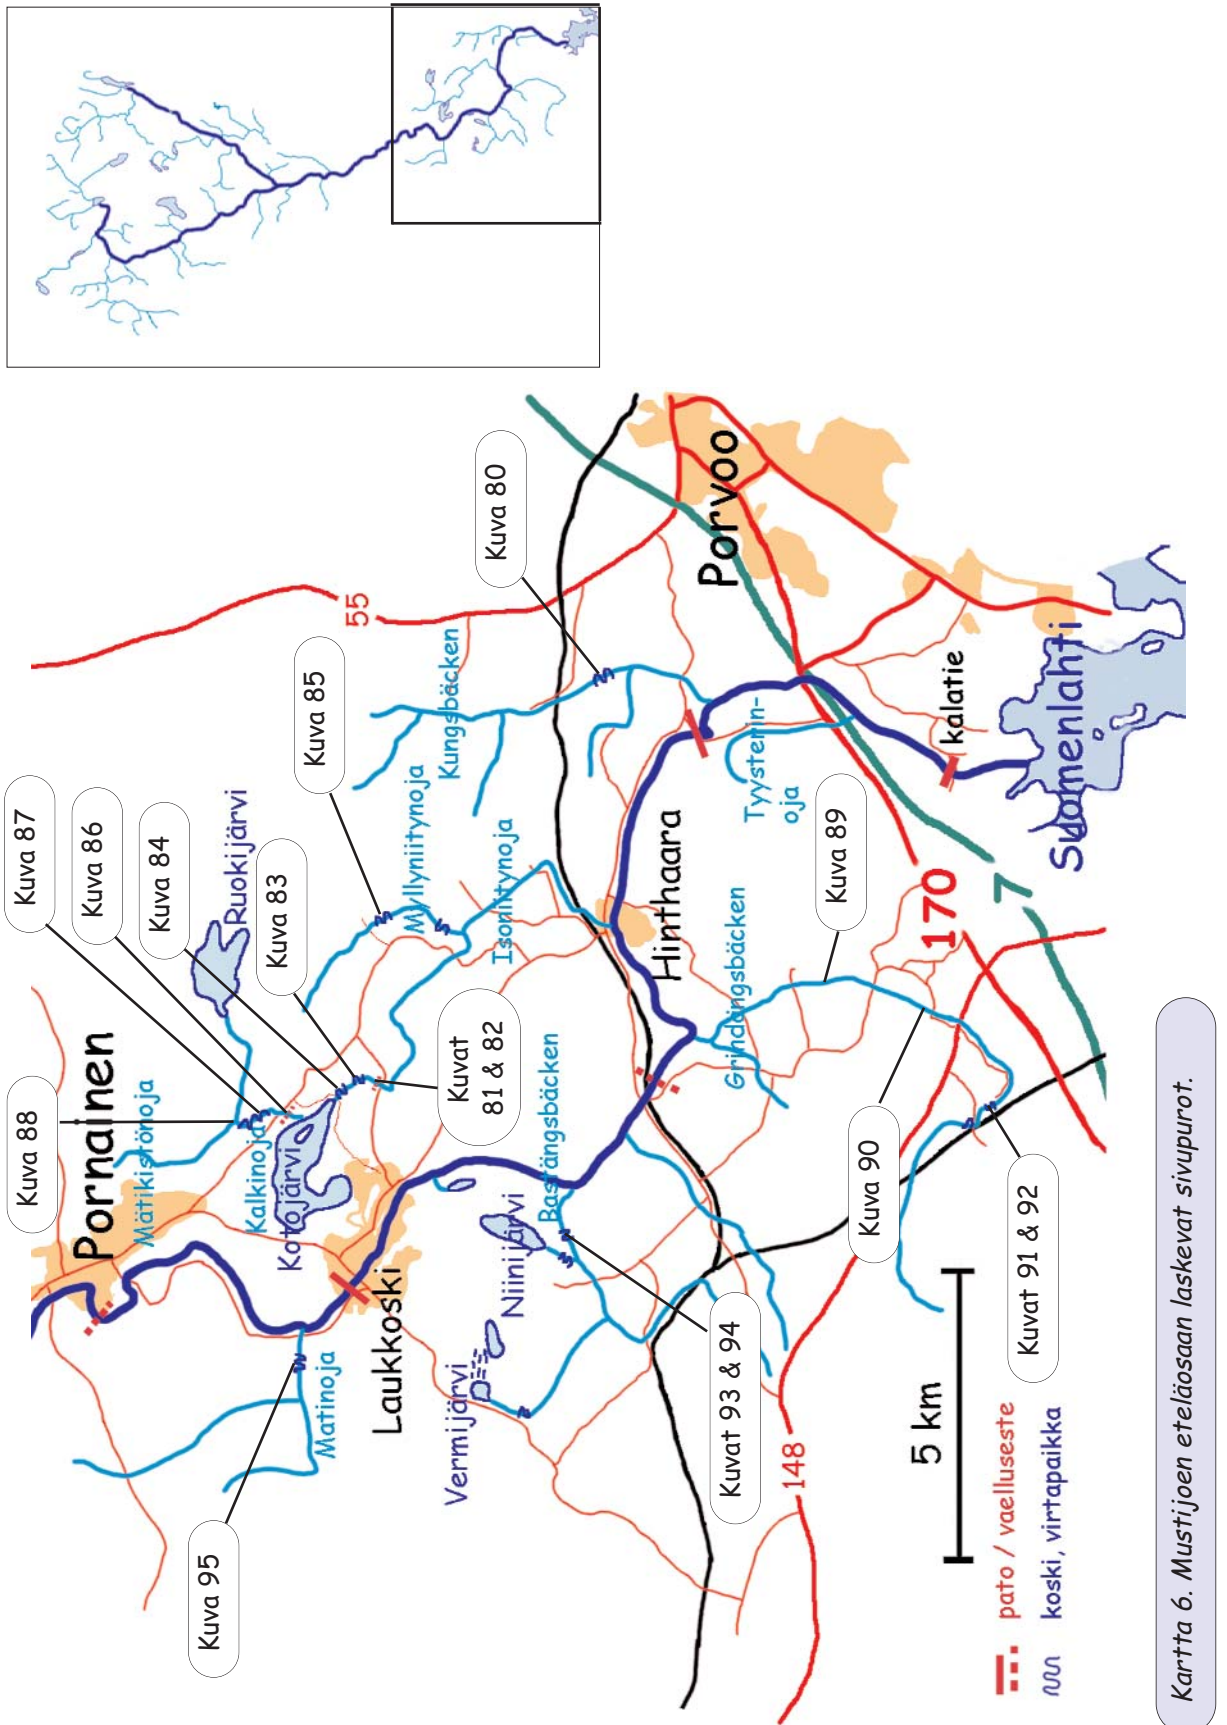 Kuva 95
Kuva 88
Kuva 87
Kuva 86
Kuva 84
Kuva 83
Kuva 85
Kuva 80
Kuvat
81 & 82
Kuvat 93 & 94
Kuva 90
Kuvat 91 & 92
Kuva 89
Pornainen
Mätikistönoja
Kalkinoja
Kotojärvi
Ruokijärvi
Matinoja
Laukkoski
Vermijärvi
Niinijärvi
Bastängsbäcken
Myllyniitynoja
Isoniitynoja
Kungsbäcken
55
Hinthaara
Grindängsbäcken
Tyysterin-
oja
Porvoo
kalatie
Suomenlahti
170
7
148
5 km
pato / vaelluseste
koski, virtapaikka
Kartta 6. Mustijoen eteläosaan laskevat sivupurot.